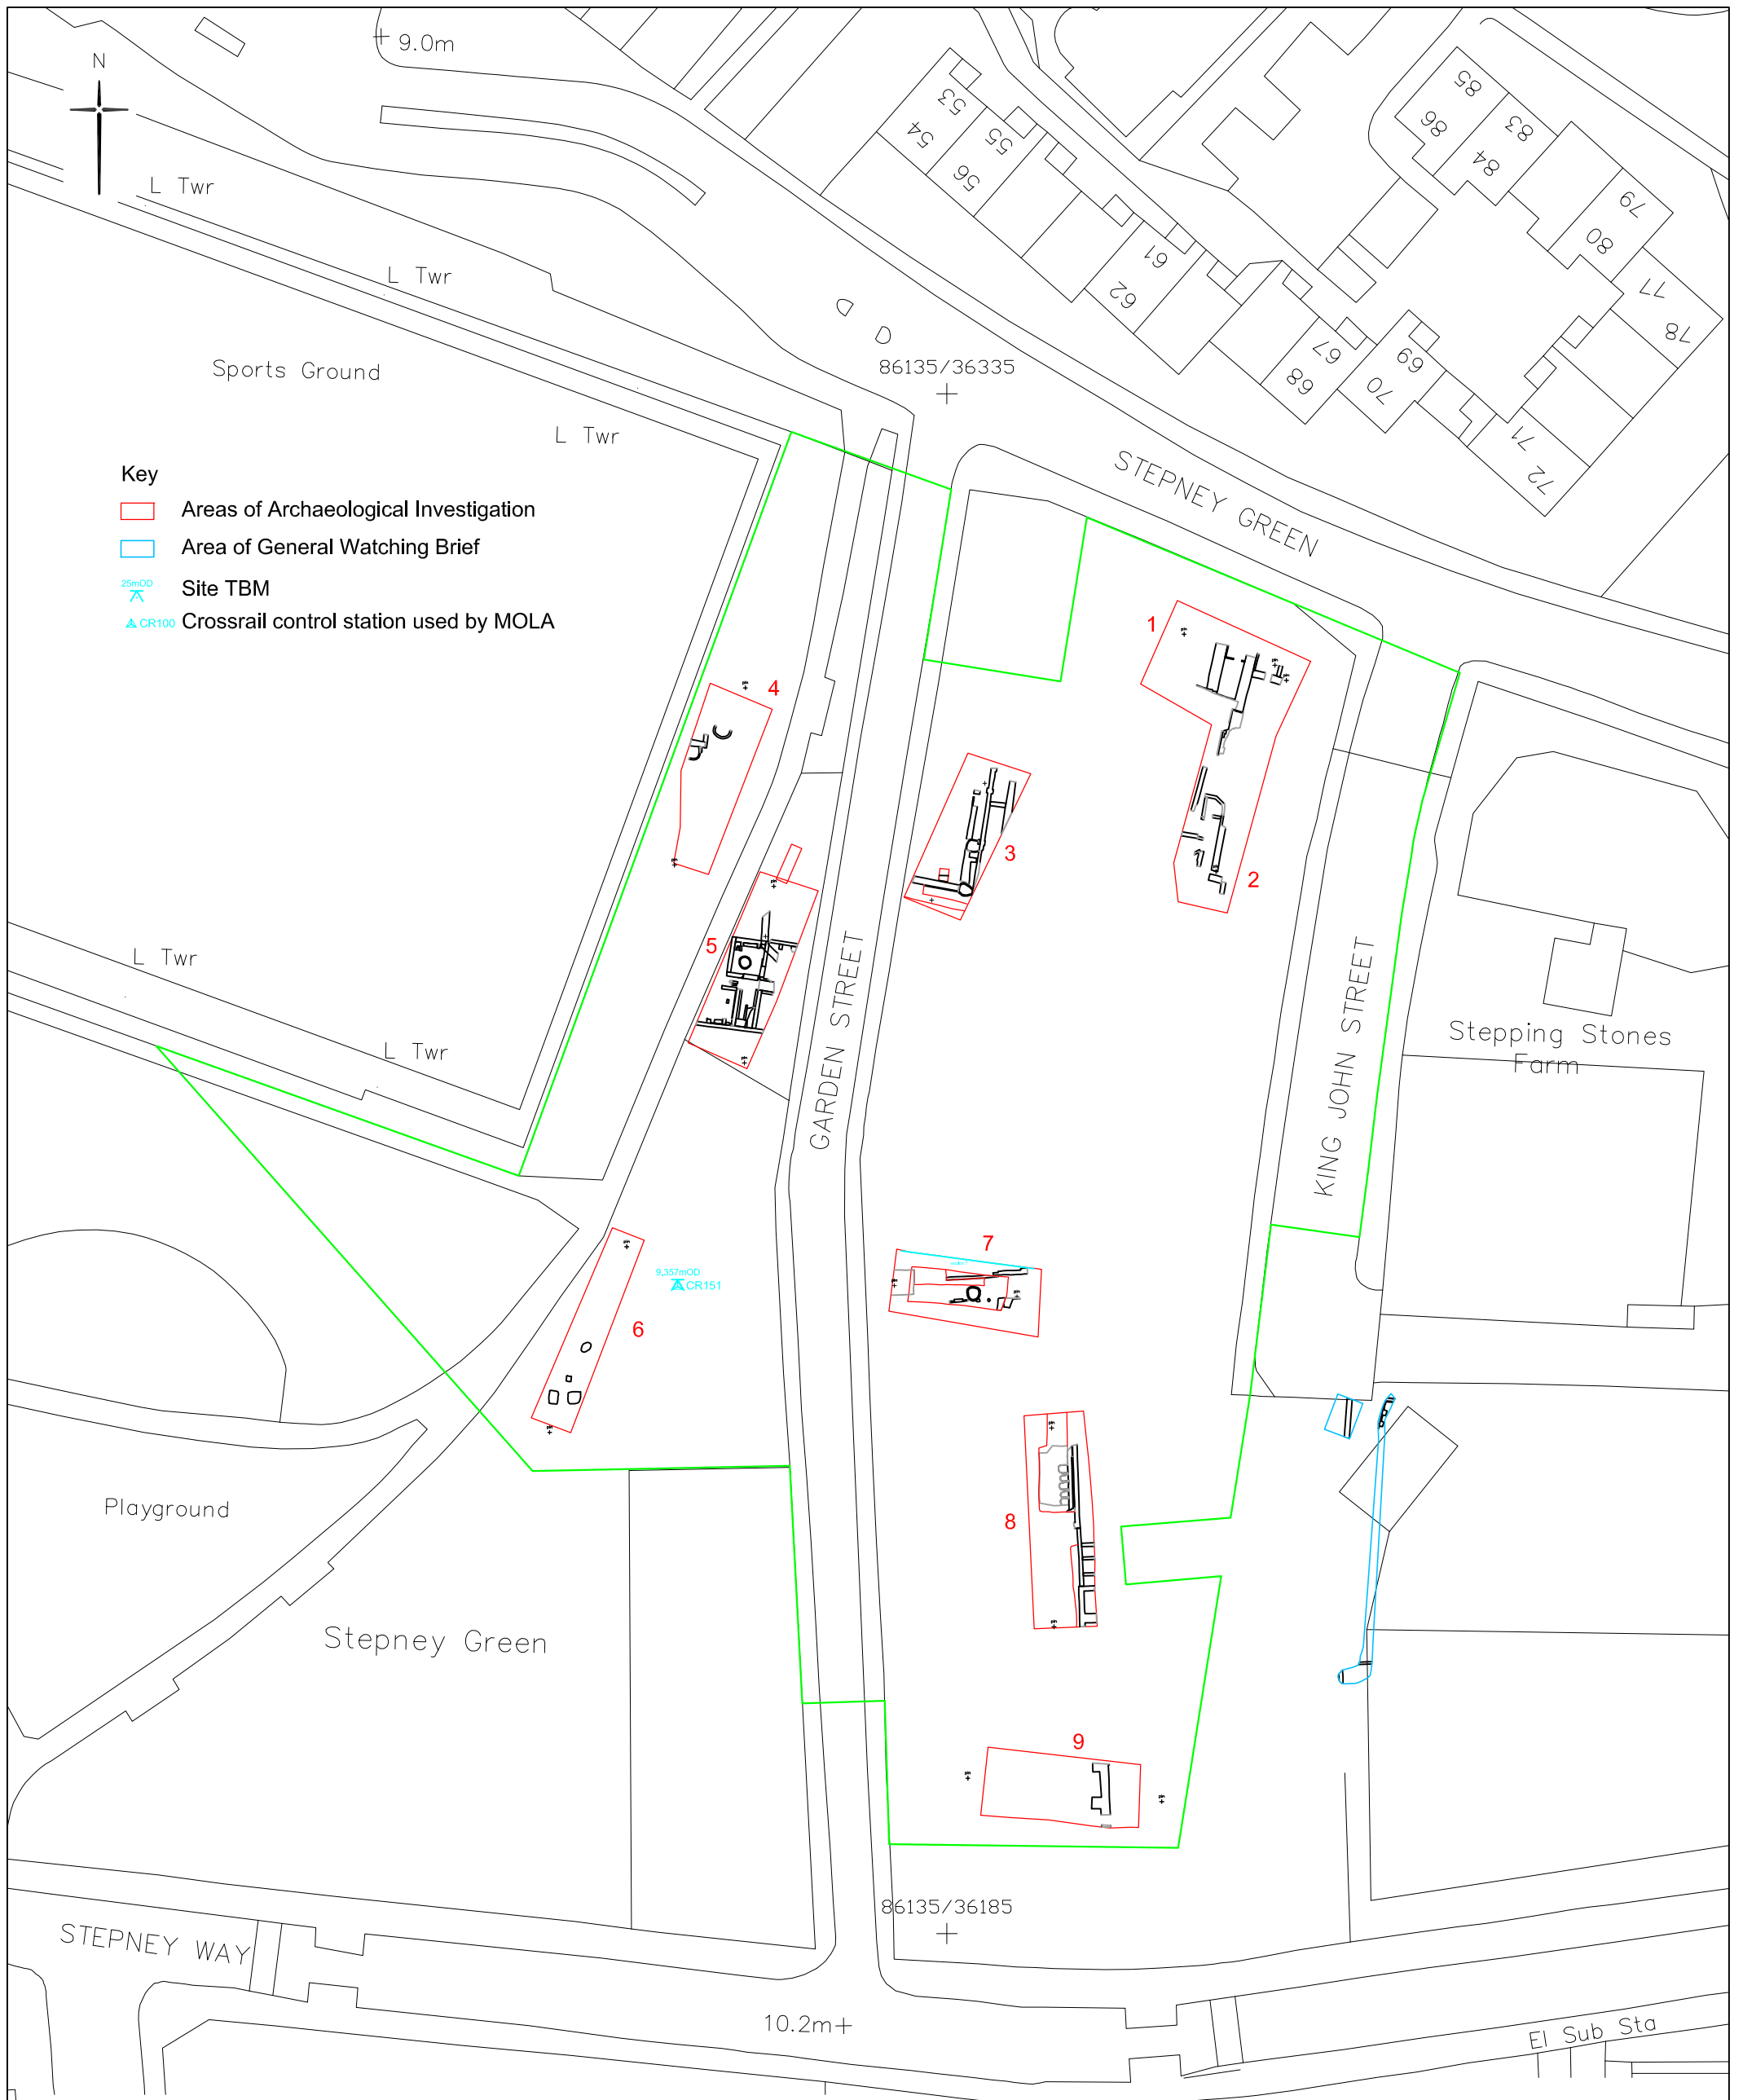 N
9.0m
L Twr
L Twr
Sports Ground
L Twr
53
54
55
56
61
62
67
68
69
70
71
72
85
86
83
84
79
80
77
78
86135/36335
STEPNEY GREEN
Key
Areas of Archaeological Investigation
Area of General Watching Brief
25mOD
Site TBM
CR100 Crossrail control station used by MOLA
1
4
3
2
5
L Twr
L Twr
GARDEN STREET
KING JOHN STREET
Stepping Stones
Farm
7
9.357mOD
CR151
6
8
Playground
Stepney Green
9
86135/36185
STEPNEY WAY
10.2m
El Sub Sta